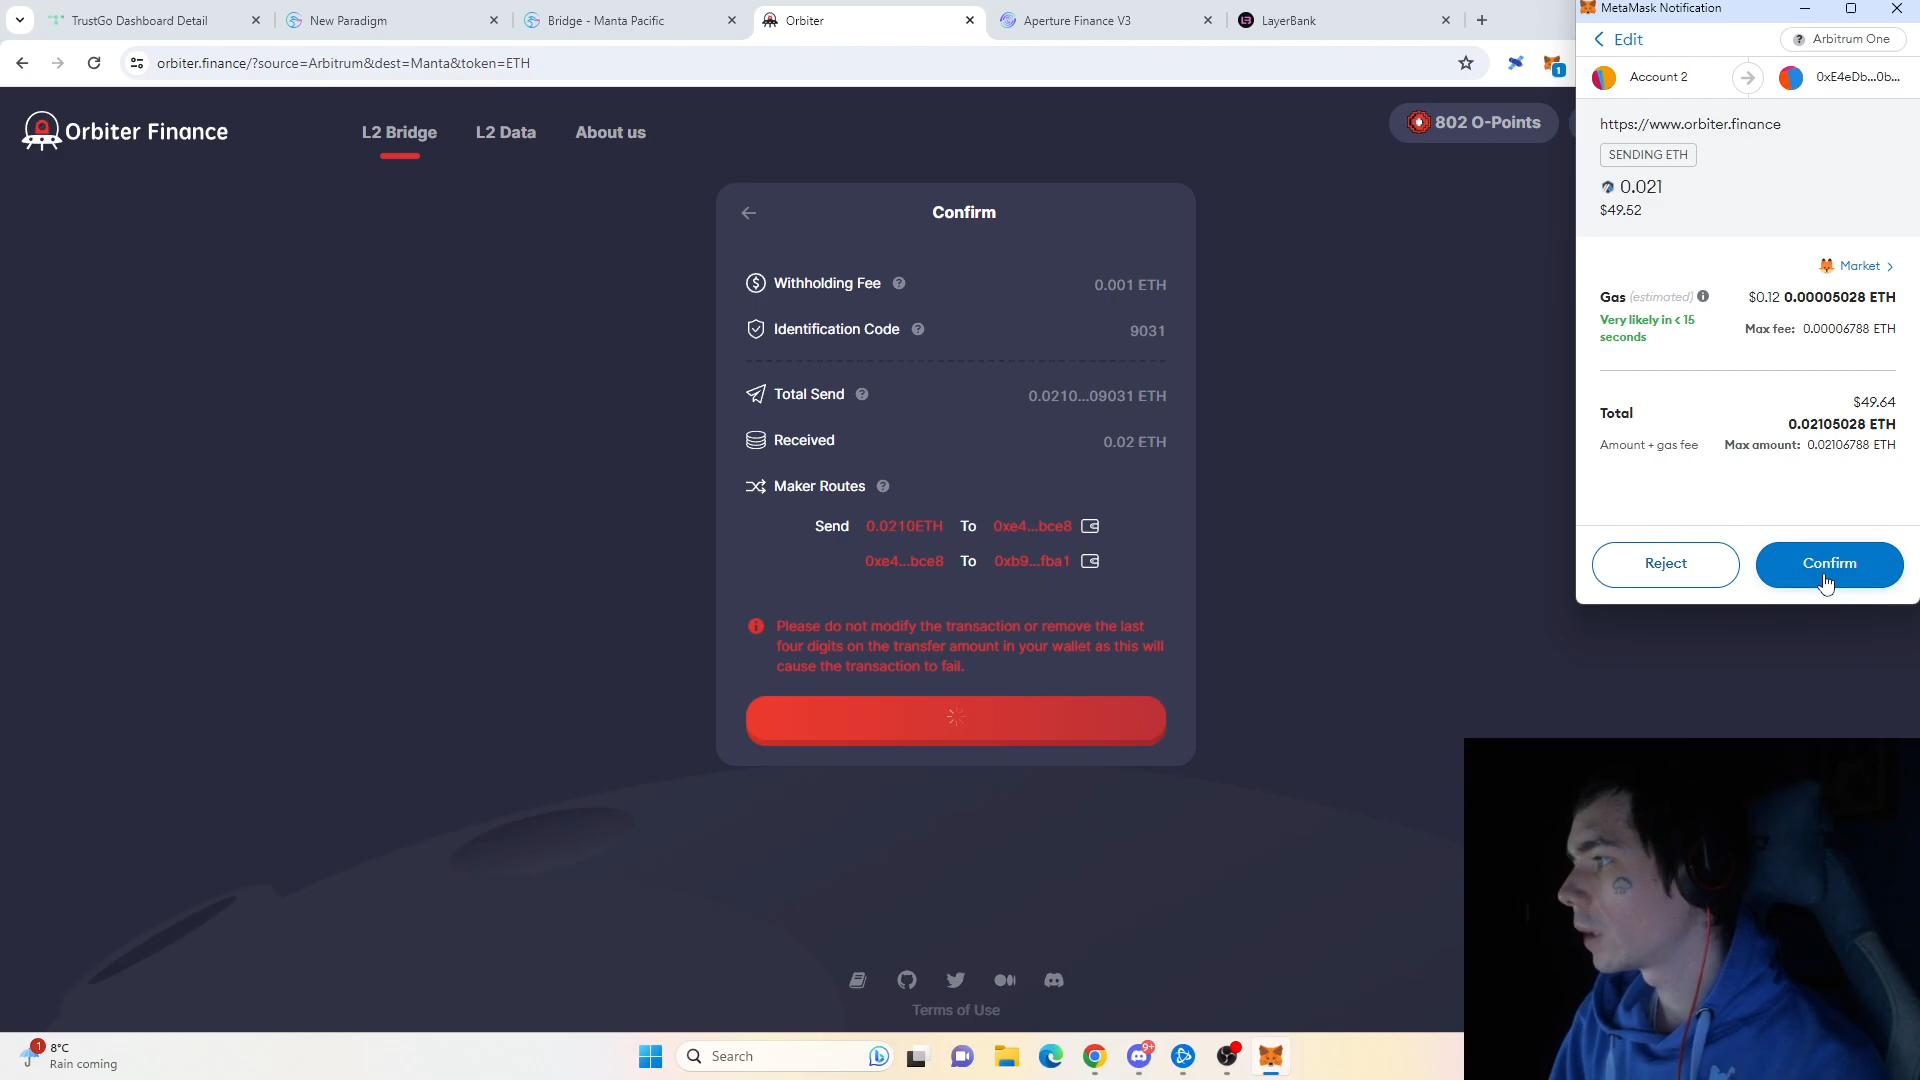 TrustGo Dashboard Detail
New Paradigm
Bridge - Manta Pacific
Orbiter
Aperture Finance V3
LayerBank
orbiter.finance/?source=Arbitrum&dest=Manta&token=ETH
1
Orbiter Finance
L2 Bridge
L2 Data
About us
802 O-Points
Confirm
Withholding Fee
0.001 ETH
Identification Code
9031
Total Send
0.0210...09031 ETH
Received
0.02 ETH
Maker Routes
Send 0.0210ETH To 0xe4...bce8
0xe4...bce8 To 0xb9...fba1
Please do not modify the transaction or remove the last
four digits on the transfer amount in your wallet as this will
cause the transaction to fail.
Terms of Use
MetaMask Notification
Edit
Arbitrum One
Account 2
0xE4eDb...0b...
https://www.orbiter.finance
SENDING ETH
0.021
$49.52
Market >
Gas (estimated)
$0.12 0.00005028 ETH
Very likely in < 15
seconds
Max fee: 0.00006788 ETH
$49.64
Total
0.02105028 ETH
Amount + gas fee
Max amount: 0.02106788 ETH
Reject
Confirm
1
8°C
Rain coming
Search
9+